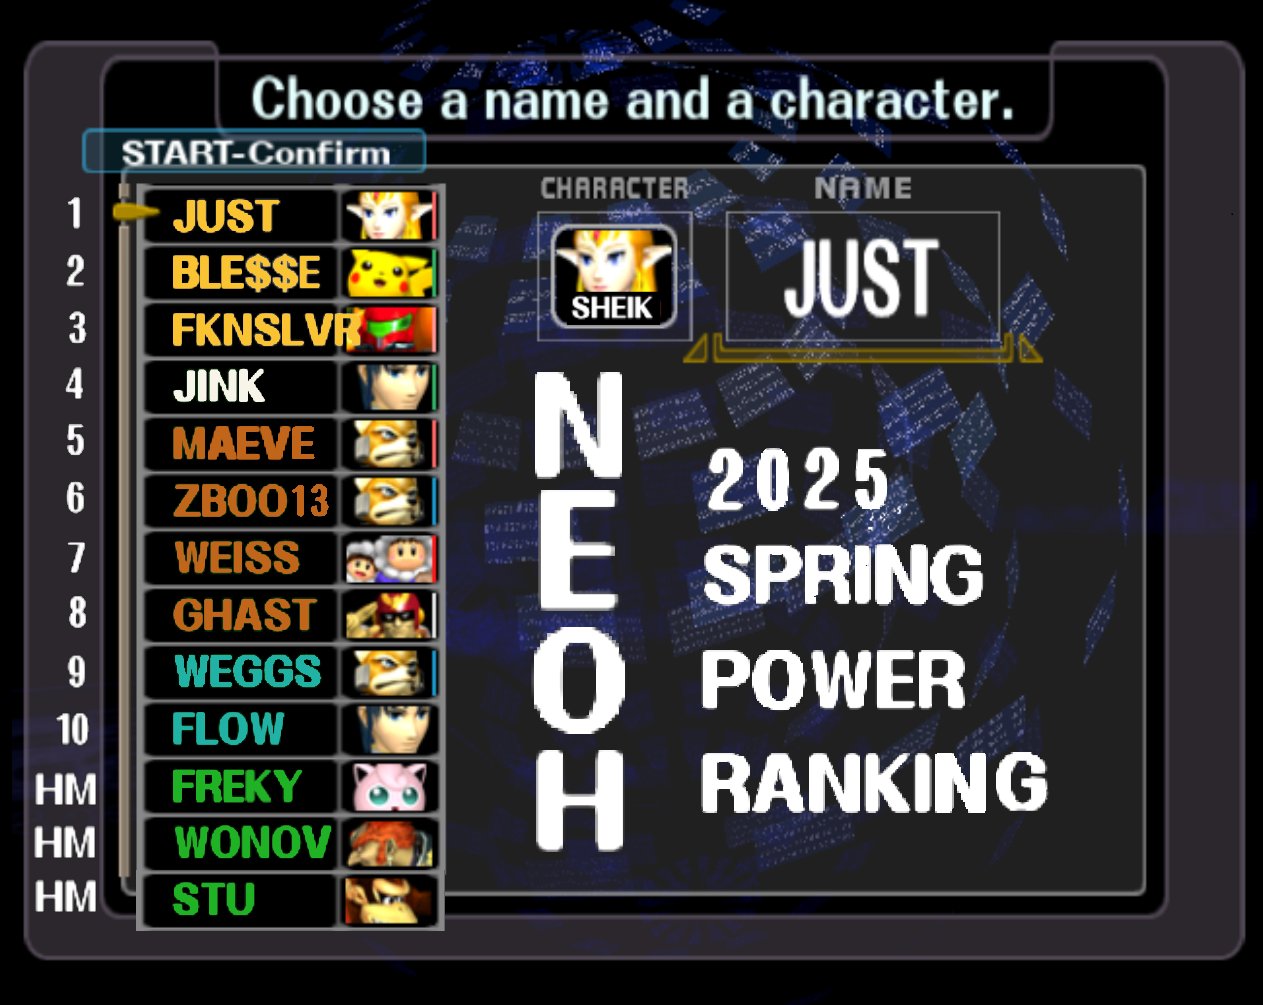 Choose a name and a character.
START-Confirm
CHARACTER NAME
SHEIK
JUST
1 JUST
2 BLE$$E
3 FKNSLVR
4 JINK
5 MAEVE
6 ZBOO13
7 WEISS
8 GHAST
9 WEGGS
10 FLOW
HM FREKY
HM WONOV
HM STU
NEOH
2025
SPRING
POWER
RANKING